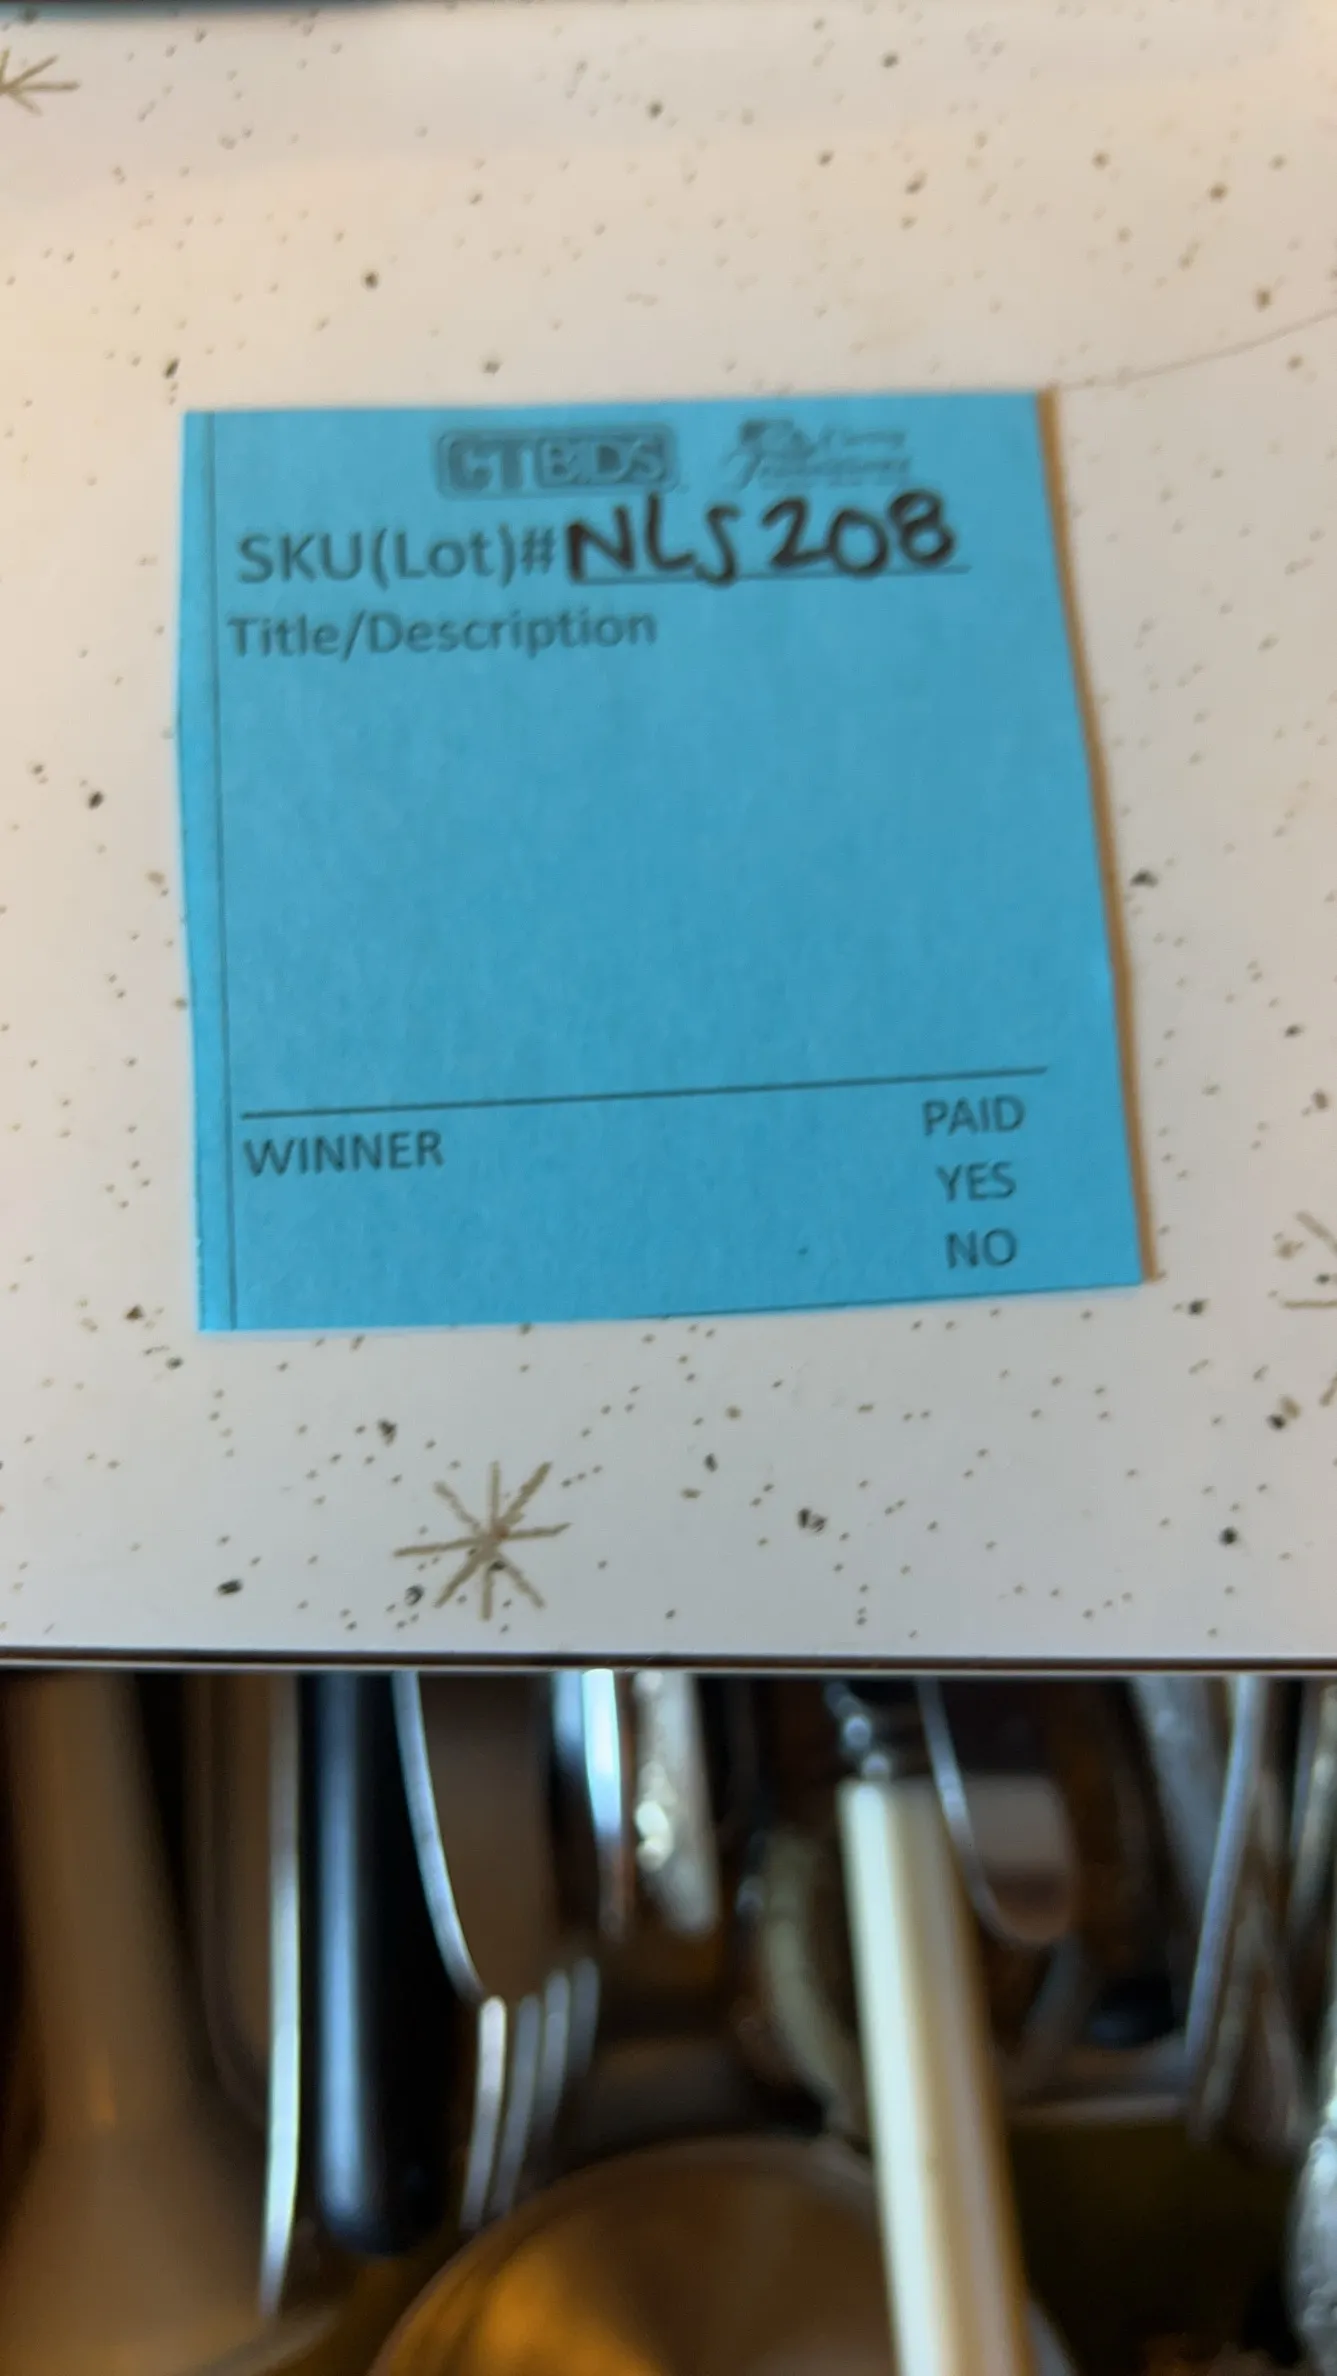 CTBIDS
SKU(Lot)# NLS208
Title/Description
WINNER
PAID
YES
NO